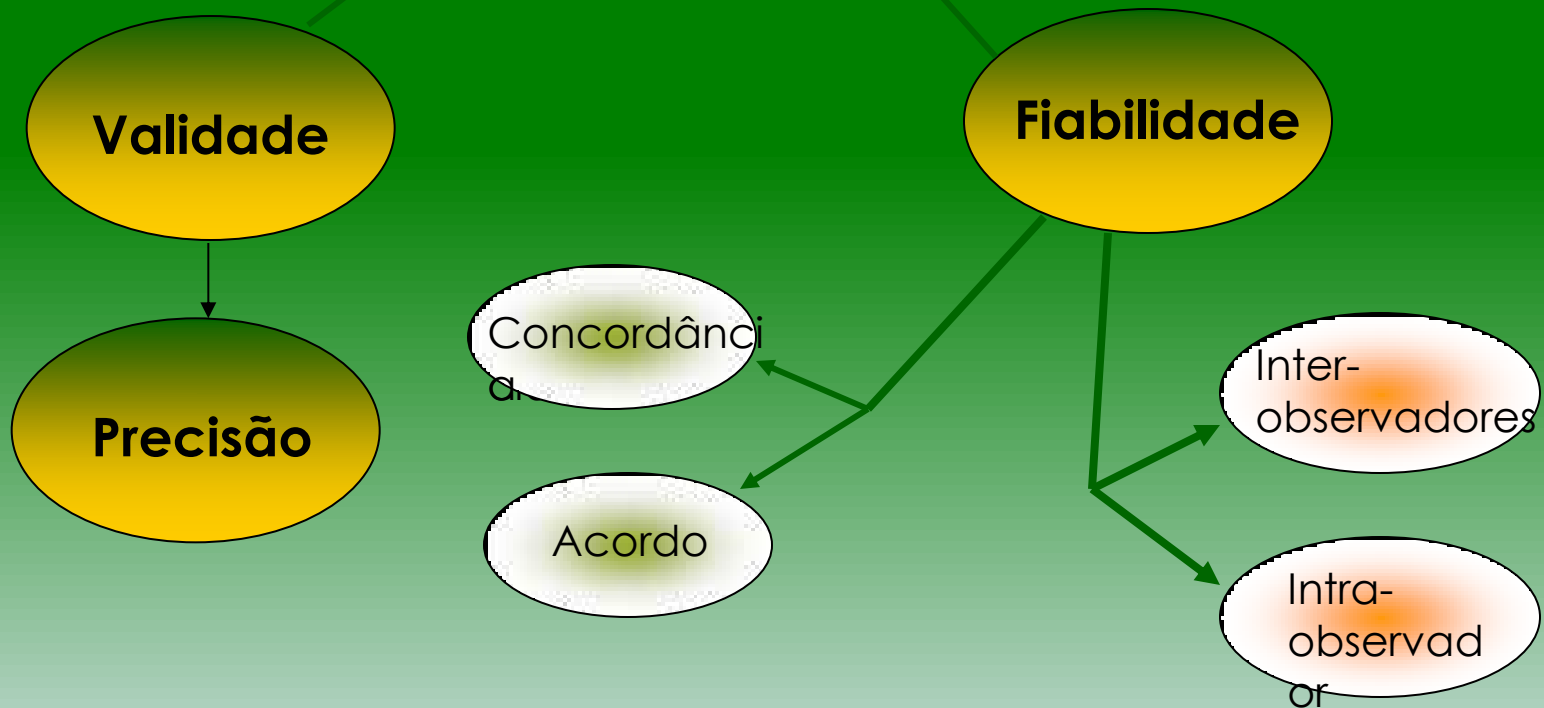 Validade
Fiabilidade
Concordânci
a
Precisão
Acordo
Inter-
observadores
Intra-
observad
or